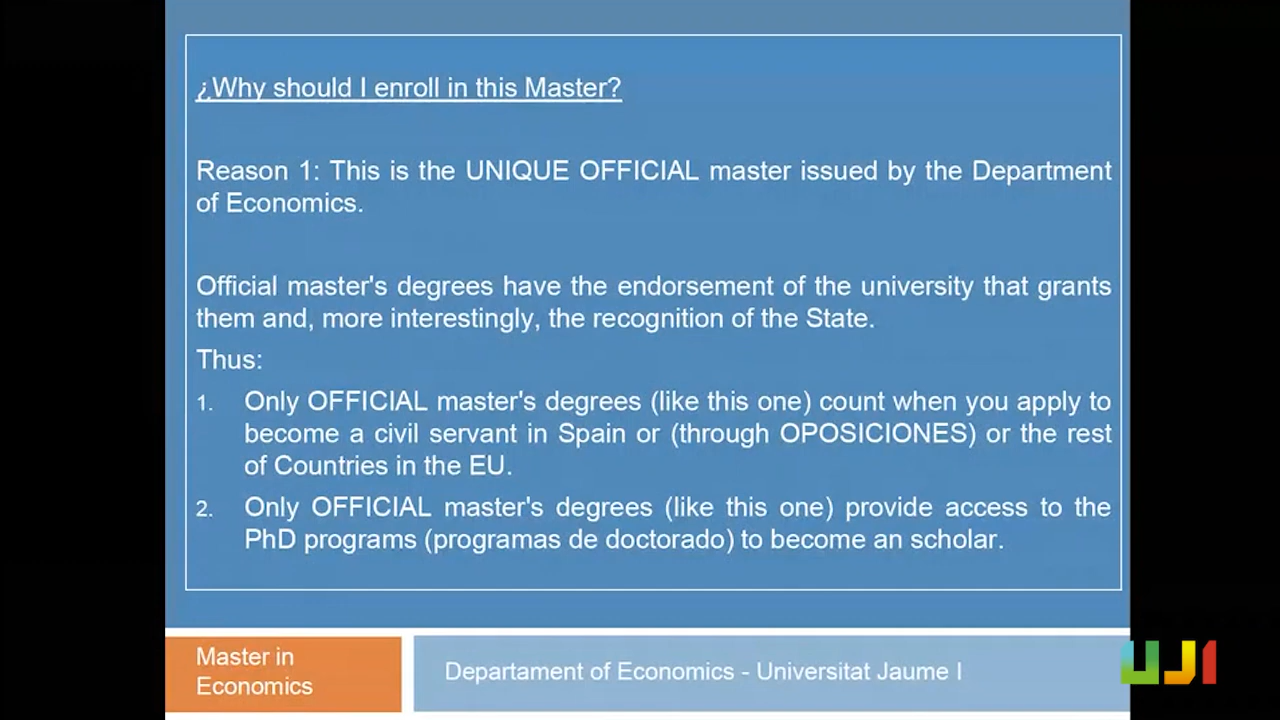 ¿Why should I enroll in this Master?
Reason 1: This is the UNIQUE OFFICIAL master issued by the Department
of Economics.
Official master's degrees have the endorsement of the university that grants
them and, more interestingly, the recognition of the State.
Thus:
1. Only OFFICIAL master's degrees (like this one) count when you apply to
become a civil servant in Spain or (through OPOSICIONES) or the rest
of Countries in the EU.
2. Only OFFICIAL master's degrees (like this one) provide access to the
PhD programs (programas de doctorado) to become an scholar.
Master in
Economics
Departament of Economics - Universitat Jaume I
UJI